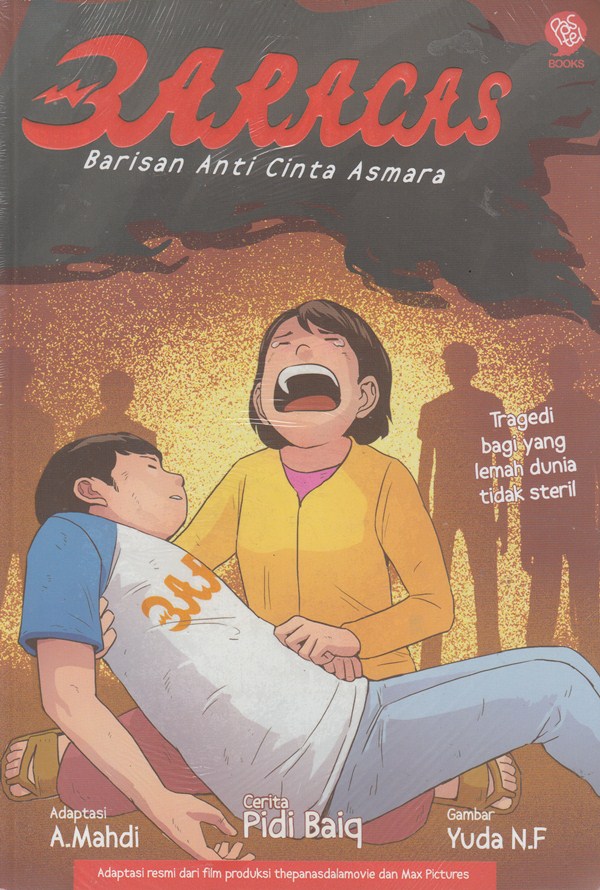 Pastel
BOOKS
BARACAS
Barisan Anti Cinta Asmara
Tragedi
bagi yang
lemah dunia
tidak steril
BAR
Adaptasi
A.Mahdi
Cerita
Pidi Baiq
Gambar
Yuda N.F
Adaptasi resmi dari film produksi thepanasdalamovie dan Max Pictures